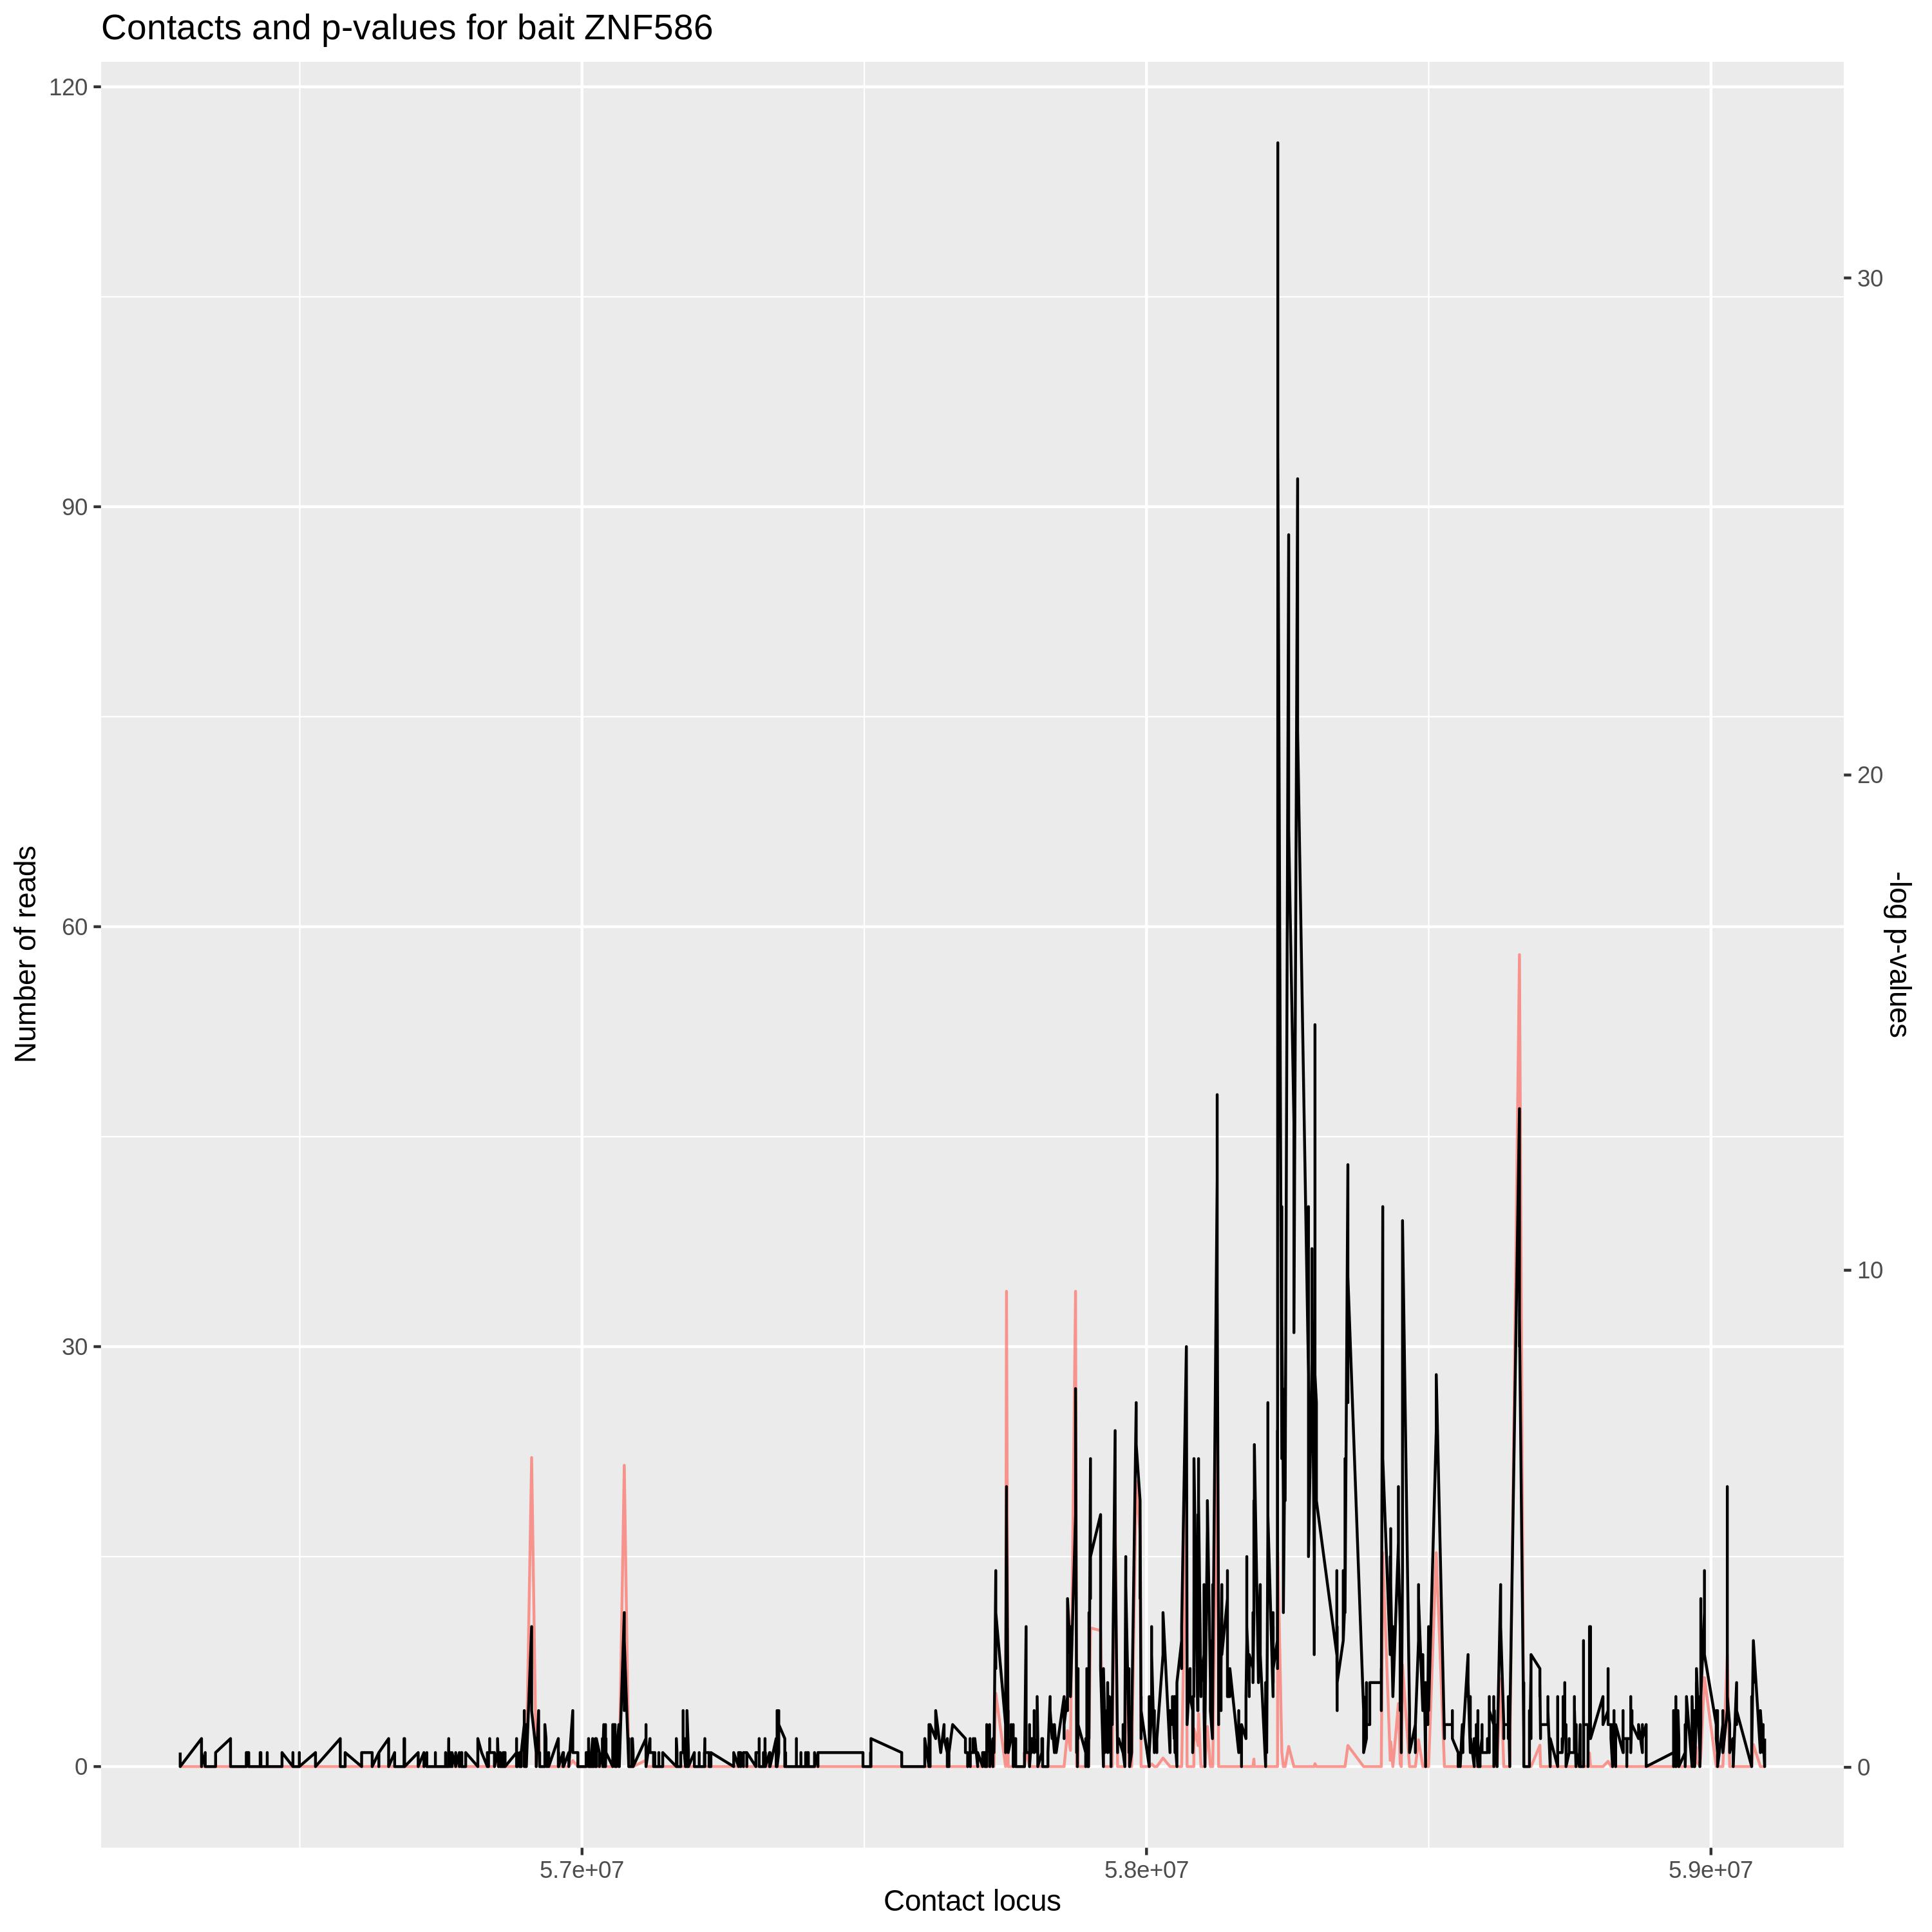 Contacts and p-values for bait ZNF586
120
90
60
30
0
Number of reads
30
20
10
0
-log p-values
5.7e+07
5.8e+07
5.9e+07
Contact locus